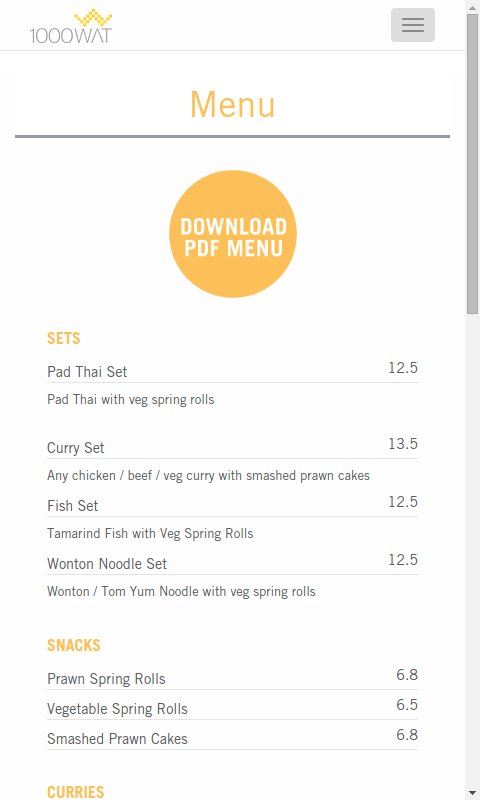 1000WAT
Menu
DOWNLOAD
PDF MENU
SETS
Pad Thai Set 12.5
Pad Thai with veg spring rolls
Curry Set 13.5
Any chicken / beef / veg curry with smashed prawn cakes
Fish Set 12.5
Tamarind Fish with Veg Spring Rolls
Wonton Noodle Set 12.5
Wonton / Tom Yum Noodle with veg spring rolls
SNACKS
Prawn Spring Rolls 6.8
Vegetable Spring Rolls 6.5
Smashed Prawn Cakes 6.8
CURRIES